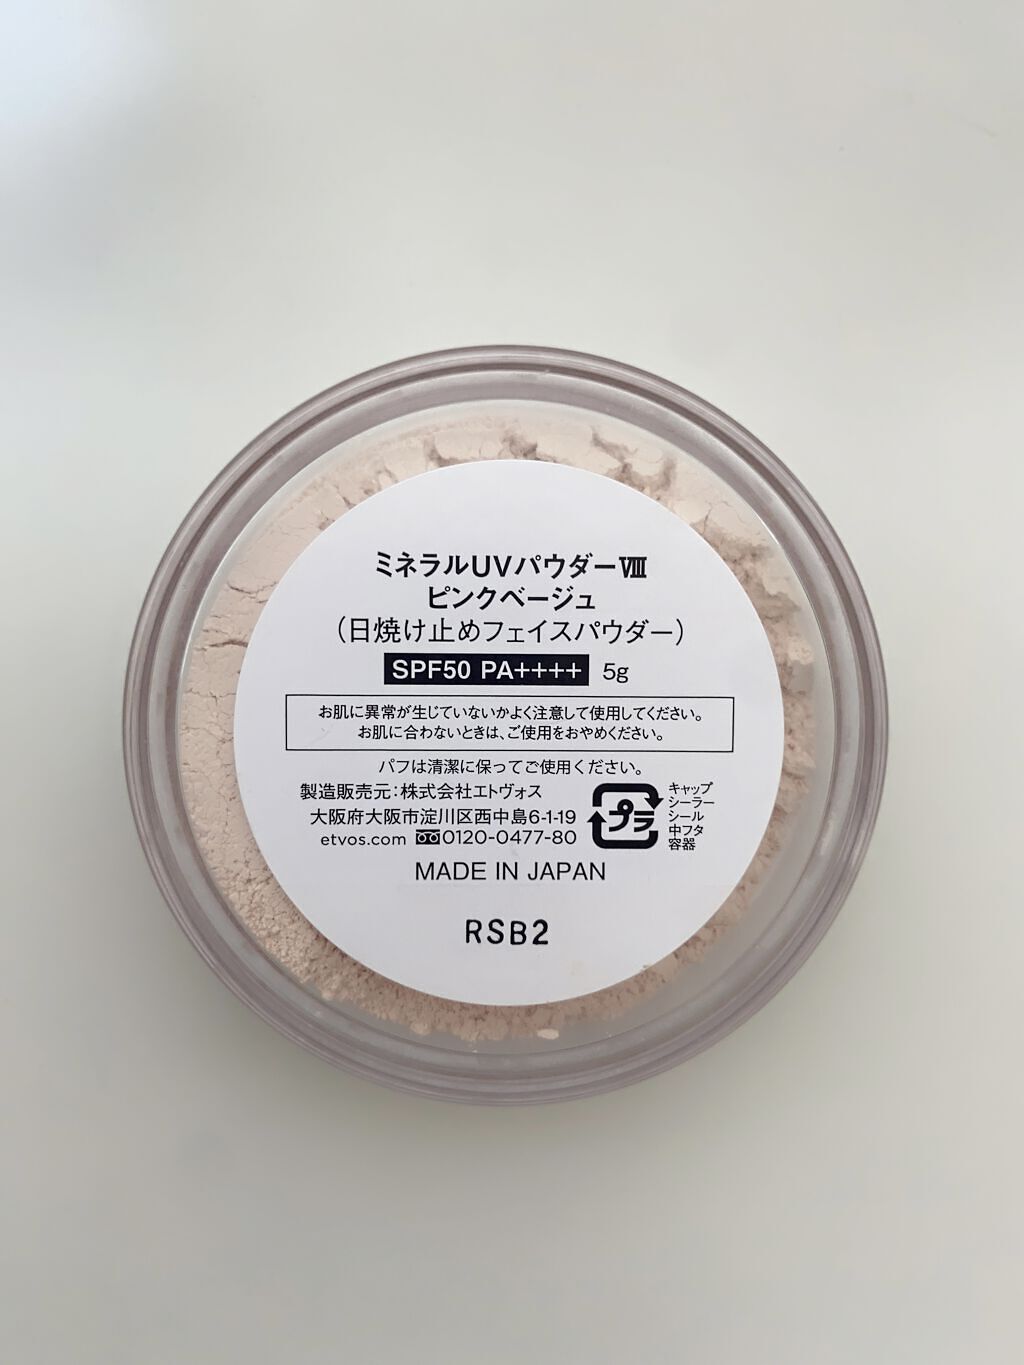 ミネラルUVパウダーⅧ
ピンクベージュ
(日焼け止めフェイスパウダー)
SPF50 PA++++ 5g
お肌に異常が生じていないかよく注意して使用してください。
お肌に合わないときは、ご使用をおやめください。
パフは清潔に保ってご使用ください。
製造販売元:株式会社エトヴォス
大阪府大阪市淀川区西中島6-1-19
etvos.com 0120-0477-80
プラ
キャップ
シーラー
シール
中フタ
容器
MADE IN JAPAN
RSB2